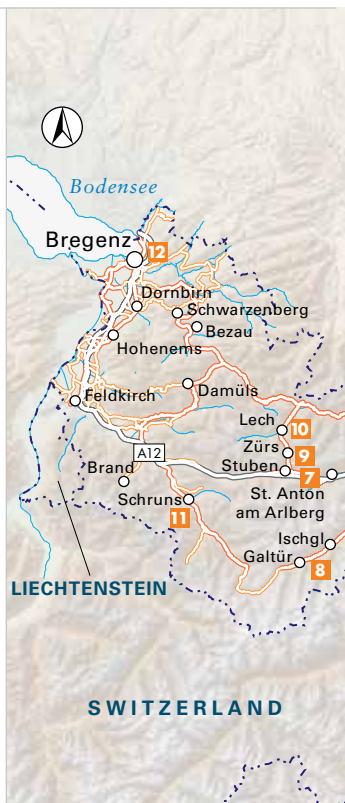 Bodensee
Bregenz
12
Dornbirn
Schwarzenberg
Bezau
Hohenems
Damüls
Feldkirch
Lech
10
Zürs
9
A12
Stuben
7
Brand
St. Anton
am Arlberg
Schruns
11
Ischgl
Galtür
8
LIECHTENSTEIN
SWITZERLAND